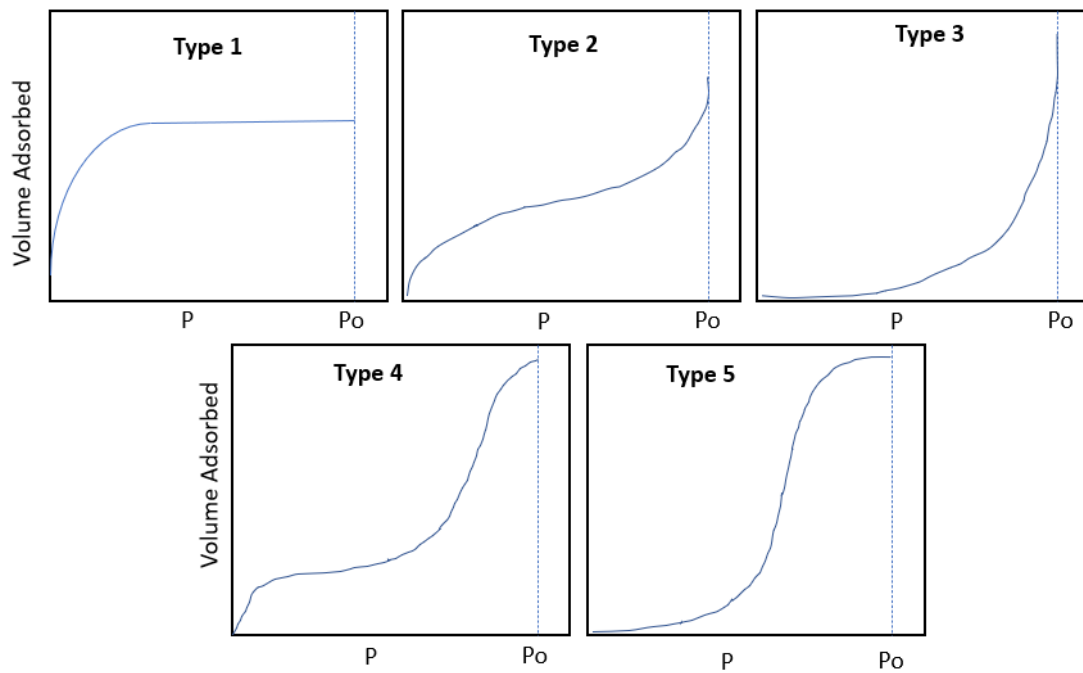 Type 1
Type 2
Type 3
Volume Adsorbed
P
Po
P
Po
P
Po
Type 4
Type 5
Volume Adsorbed
P
Po
P
Po